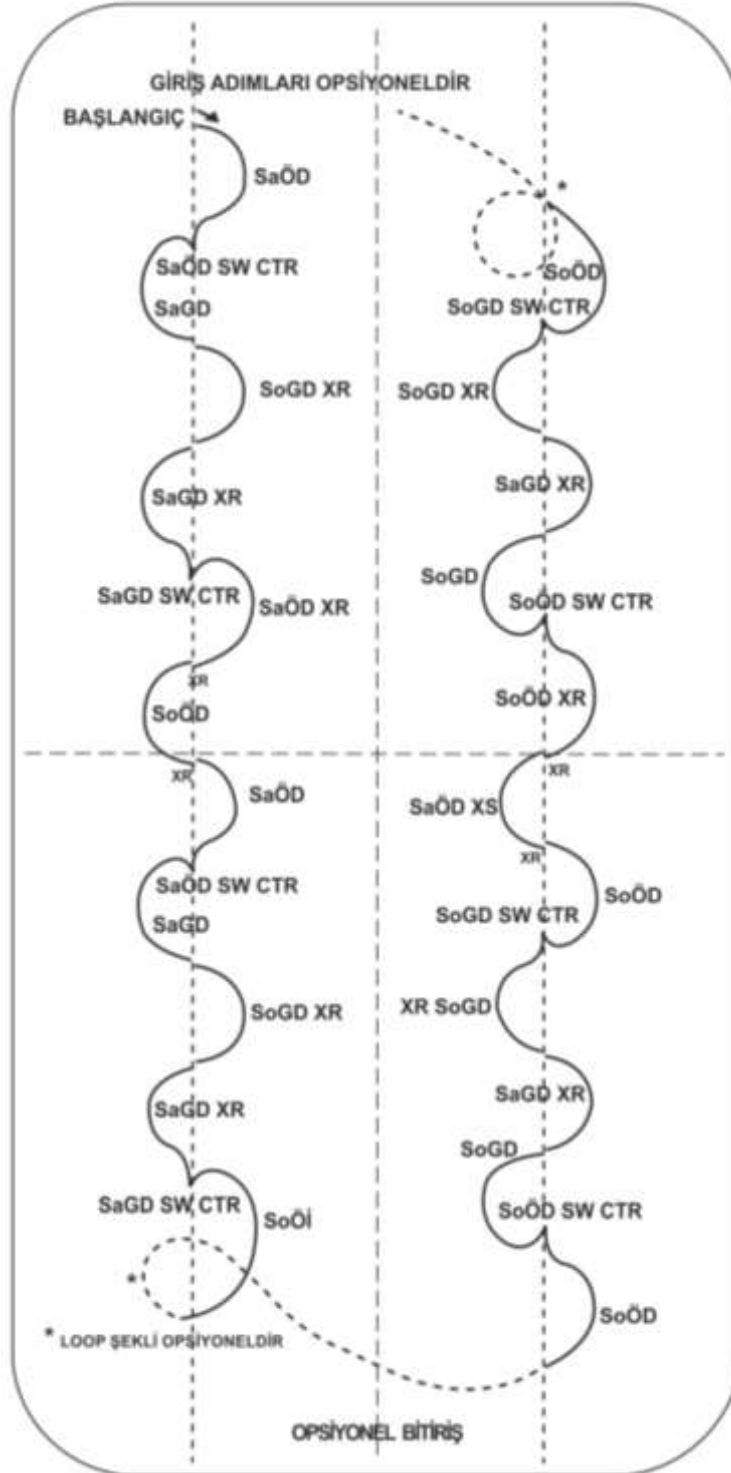 GİRİŞ ADIMLARI OPSİYONELDİR
BAŞLANGIÇ
SaÖD
SaÖD SW CTR
SaGD
SoGD XR
SaGD XR
SaGD SW CTR
SaÖD XR
XR
SoÖD
XR
SaÖD
SaÖD SW CTR
SaGD
SoGD XR
SaGD XR
SaGD SW CTR
SoÖİ
*
* LOOP ŞEKLİ OPSİYONELDİR
*
SoÖD
SoGD SW CTR
SoGD XR
SaGD XR
SoGD
SoÖD SW CTR
SoÖD XR
XR
SaÖD XS
XR
SoÖD
SoGD SW CTR
XR SoGD
SaGD XR
SoGD
SoÖD SW CTR
SoÖD
OPSİYONEL BİTİRİŞ